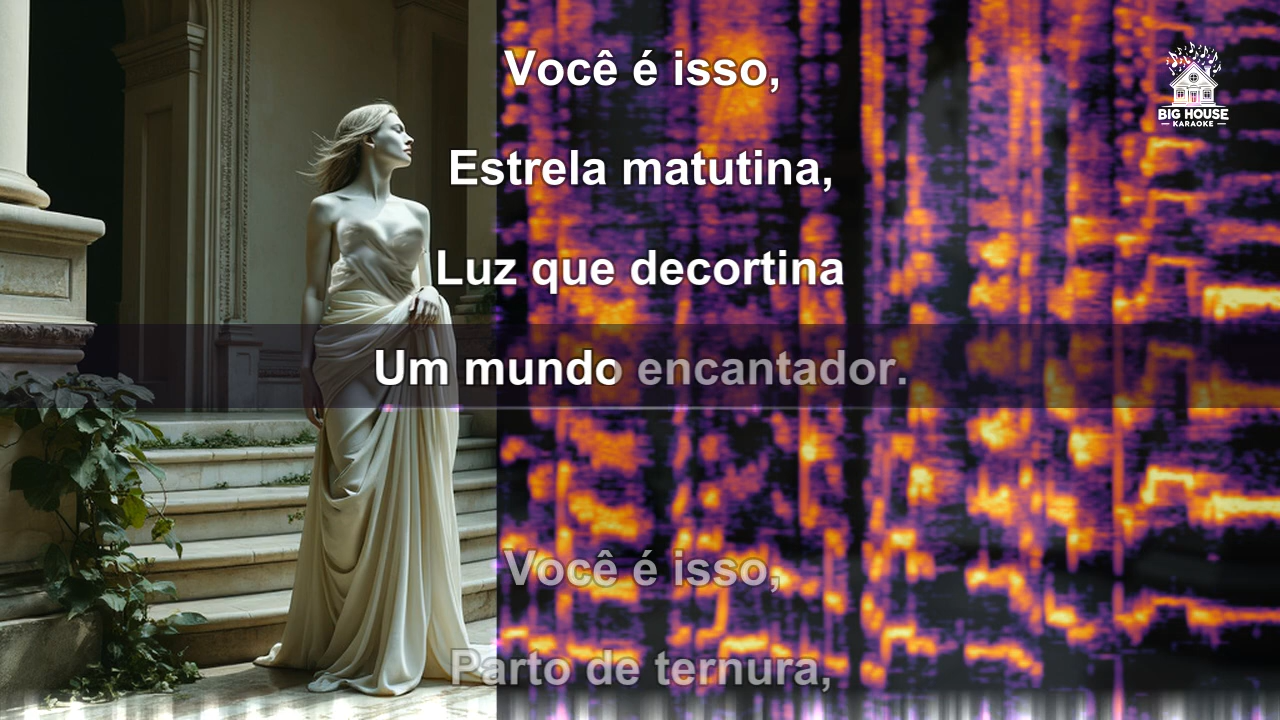 Você é isso,
Estrela matutina,
Luz que decortina
Um mundo encantador.
Você é isso,
Parto de ternura,
BIG HOUSE
KARAOKE